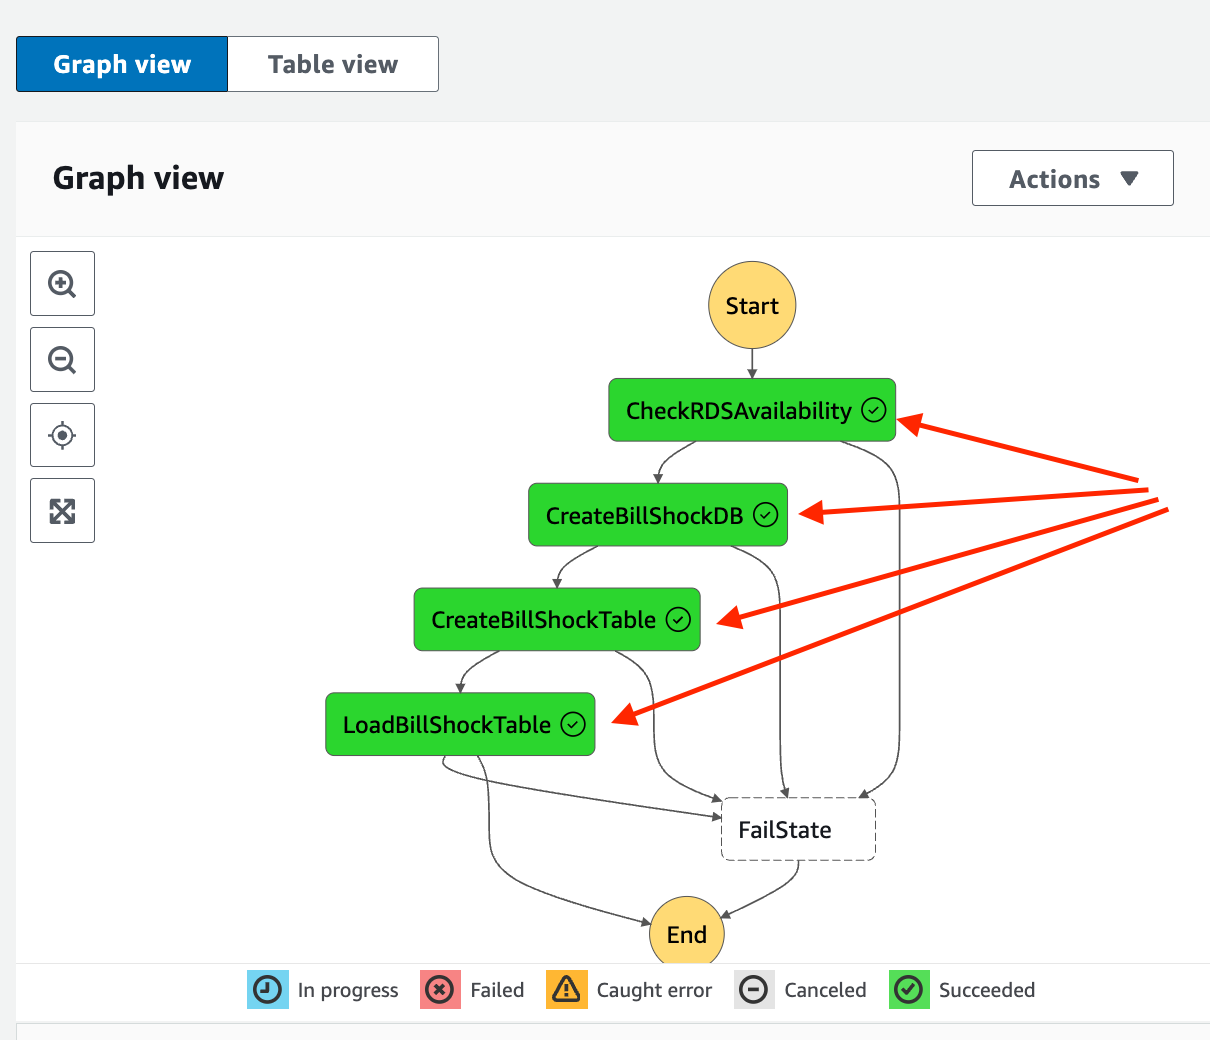 Graph view
Table view
Graph view
Actions
Start
CheckRDSAvailability
CreateBillShockDB
CreateBillShockTable
LoadBillShockTable
FailState
End
In progress
Failed
Caught error
Canceled
Succeeded